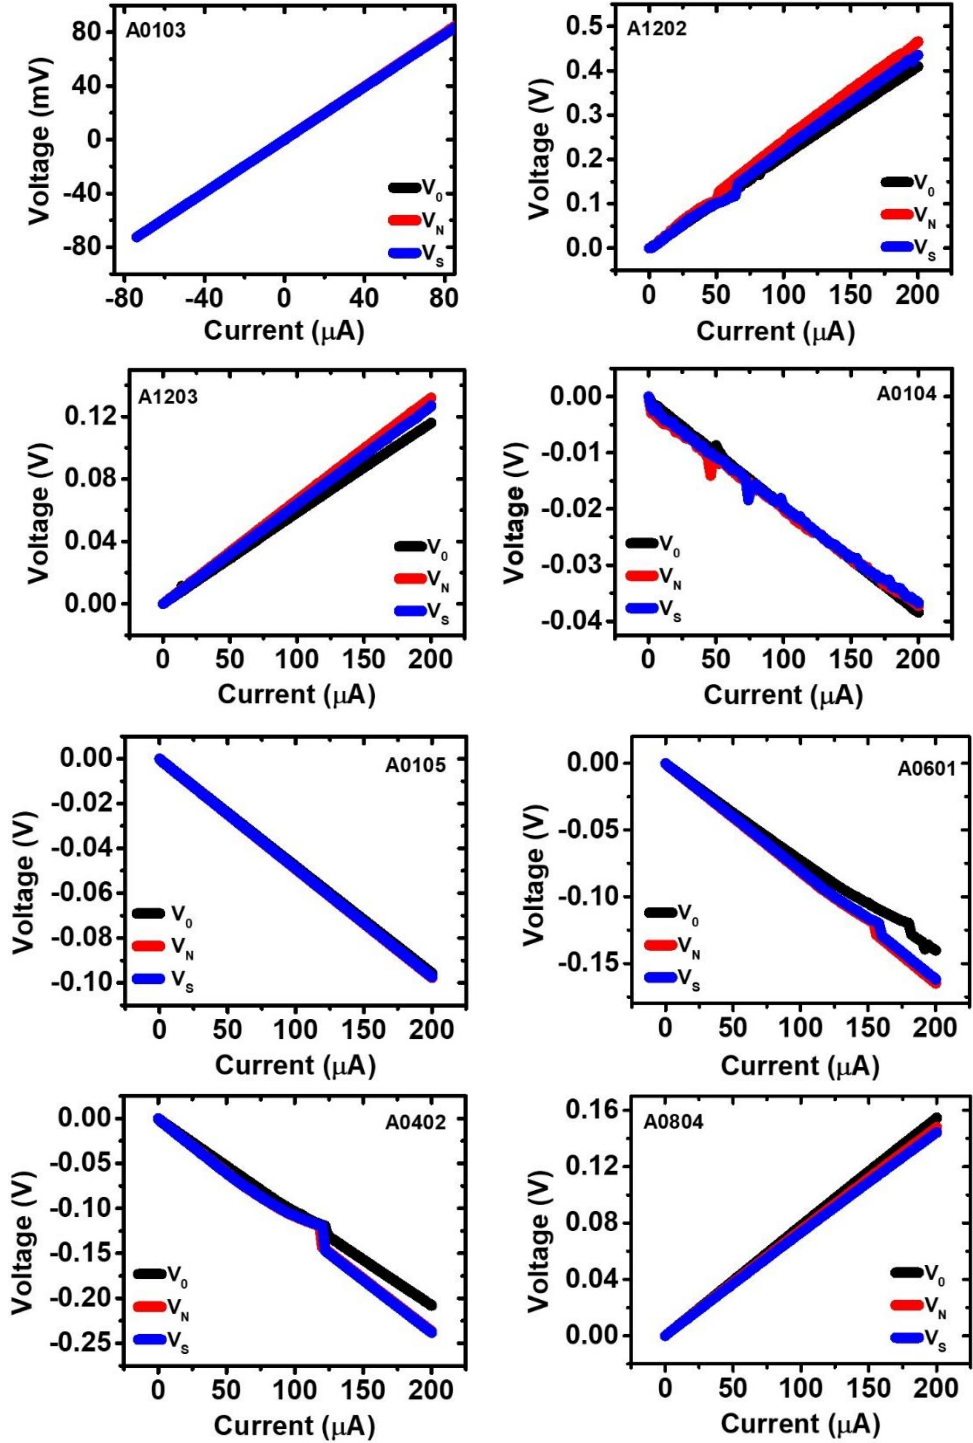 A0103
80
40
0
-40
-80
Voltage (mV)
V0
VN
VS
-80 -40 0 40 80
Current (μA)
A1202
0.5
0.4
0.3
0.2
0.1
0.0
Voltage (V)
V0
VN
VS
0 50 100 150 200
Current (μA)
A1203
0.12
0.08
0.04
0.00
Voltage (V)
V0
VN
VS
0 50 100 150 200
Current (μA)
A0104
0.00
-0.01
-0.02
-0.03
-0.04
Voltage (V)
V0
VN
VS
0 50 100 150 200
Current (μA)
A0105
0.00
-0.02
-0.04
-0.06
-0.08
-0.10
Voltage (V)
V0
VN
VS
0 50 100 150 200
Current (μA)
A0601
0.00
-0.05
-0.10
-0.15
Voltage (V)
V0
VN
VS
0 50 100 150 200
Current (μA)
A0402
0.00
-0.05
-0.10
-0.15
-0.20
-0.25
Voltage (V)
V0
VN
VS
0 50 100 150 200
Current (μA)
A0804
0.16
0.12
0.08
0.04
0.00
Voltage (V)
V0
VN
VS
0 50 100 150 200
Current (μA)